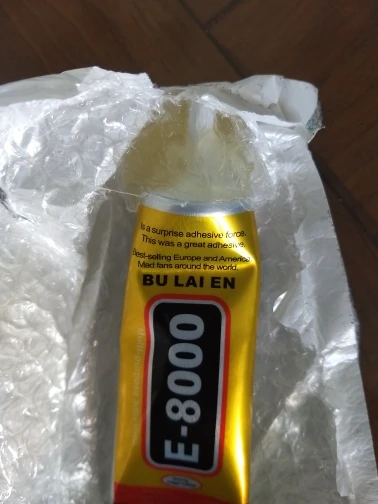 Is a surprise adhesive force.
This was a great adhesive.
Best-selling Europe and America
Mad fans around the world.
BU LAI EN
E-8000